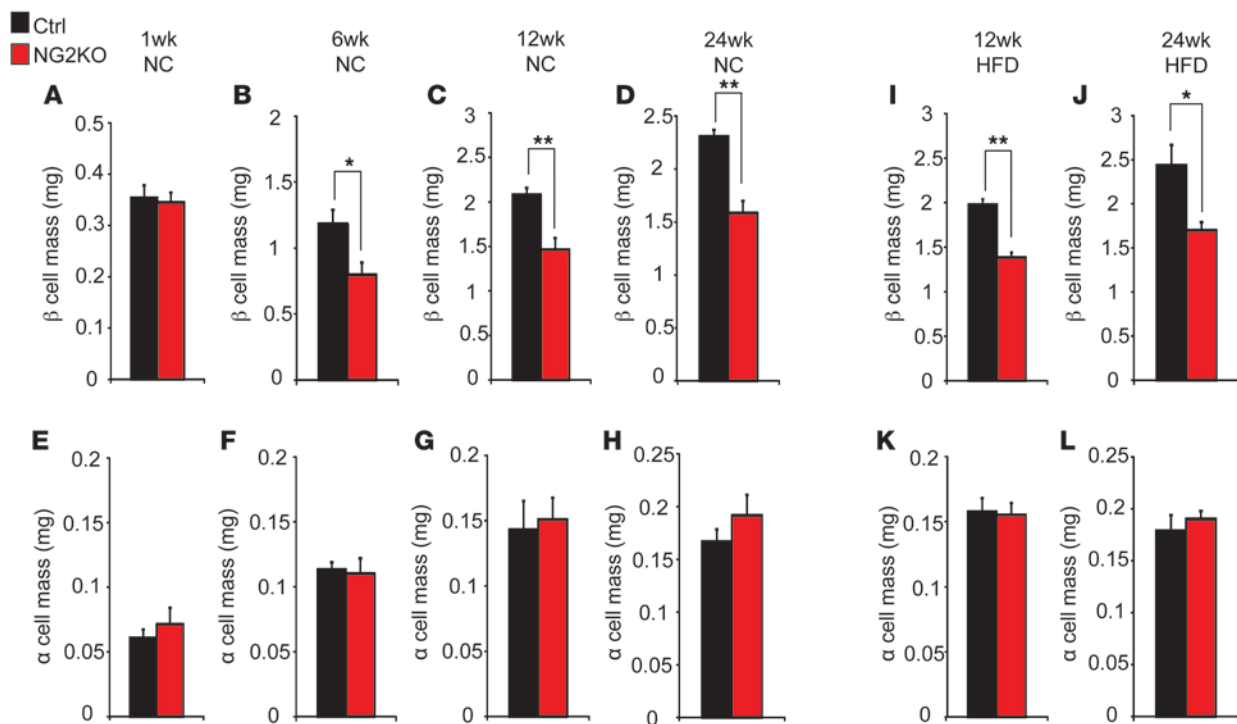 Ctrl
NG2KO
1wk
NC
6wk
NC
12wk
NC
24wk
NC
12wk
HFD
24wk
HFD
A
β cell mass (mg)
0.5
0.4
0.3
0.2
0.1
0
B
β cell mass (mg)
2
1.5
1
0.5
0
*
C
β cell mass (mg)
3
2.5
2
1.5
1
0.5
0
**
D
β cell mass (mg)
2.5
2
1.5
1
0.5
0
**
I
β cell mass (mg)
3
2.5
2
1.5
1
0.5
0
**
J
β cell mass (mg)
3
2.5
2
1.5
1
0.5
0
*
E
α cell mass (mg)
0.2
0.15
0.1
0.05
0
F
α cell mass (mg)
0.2
0.15
0.1
0.05
0
G
α cell mass (mg)
0.2
0.15
0.1
0.05
0
H
α cell mass (mg)
0.25
0.2
0.15
0.1
0.05
0
K
α cell mass (mg)
0.2
0.15
0.1
0.05
0
L
α cell mass (mg)
0.25
0.2
0.15
0.1
0.05
0